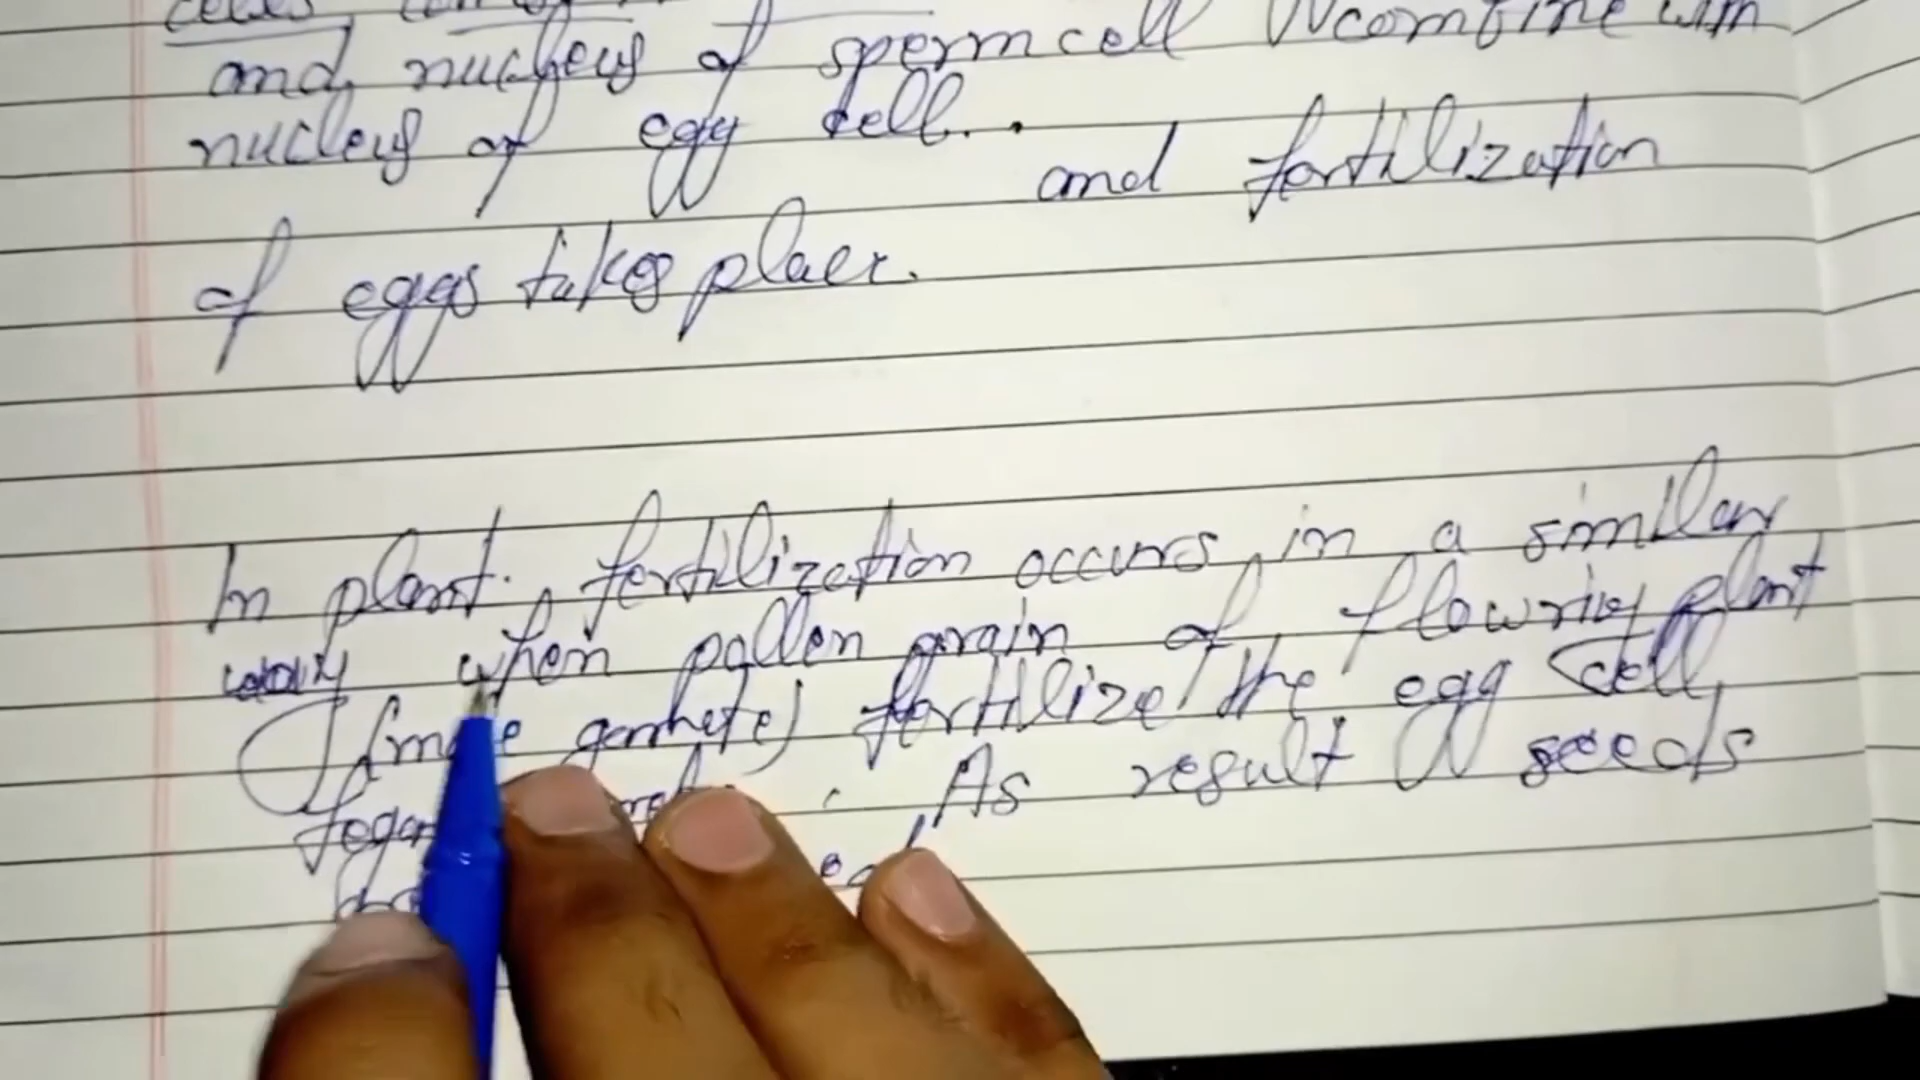 and nucleus of sperm cell combine with
nucleus of egg cell..
and fertilization
of eggs takes place.
In plant. fertilization occurs in a similar
way when pollen grain of flowring plant
(male gamete) fertilize the egg cell
As result seeds